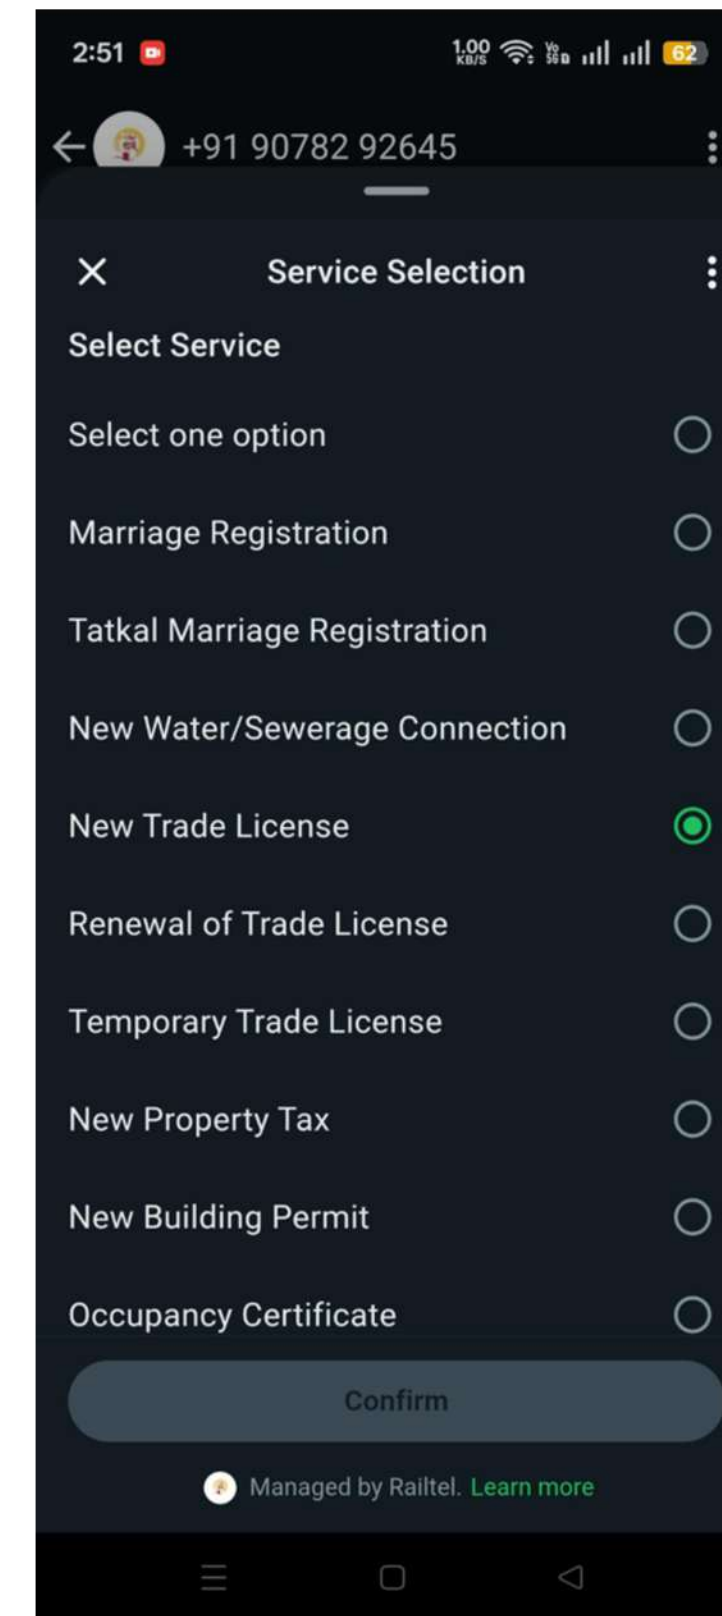 2:51
1.00 KB/S Vo 5G 62
+91 90782 92645
Service Selection
Select Service
Select one option
Marriage Registration
Tatkal Marriage Registration
New Water/Sewerage Connection
New Trade License
Renewal of Trade License
Temporary Trade License
New Property Tax
New Building Permit
Occupancy Certificate
Confirm
Managed by Railtel. Learn more